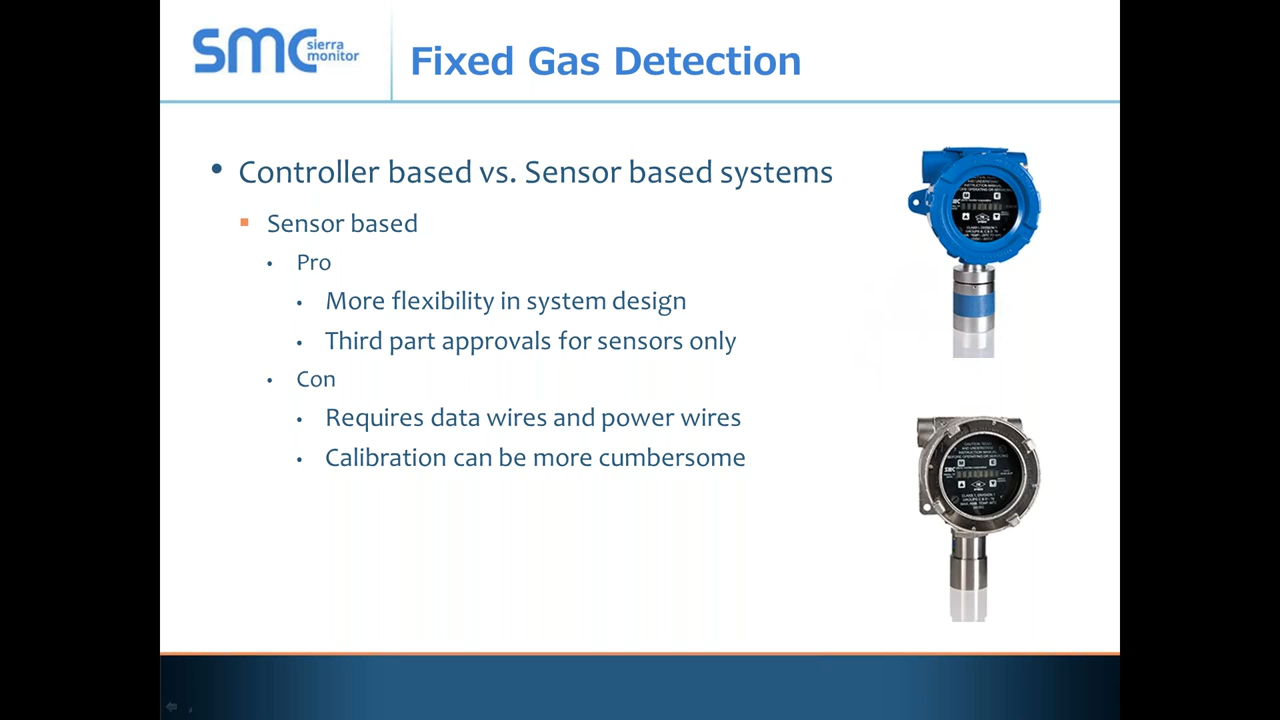 SMC sierra monitor
Fixed Gas Detection
• Controller based vs. Sensor based systems
▪ Sensor based
• Pro
• More flexibility in system design
• Third part approvals for sensors only
• Con
• Requires data wires and power wires
• Calibration can be more cumbersome